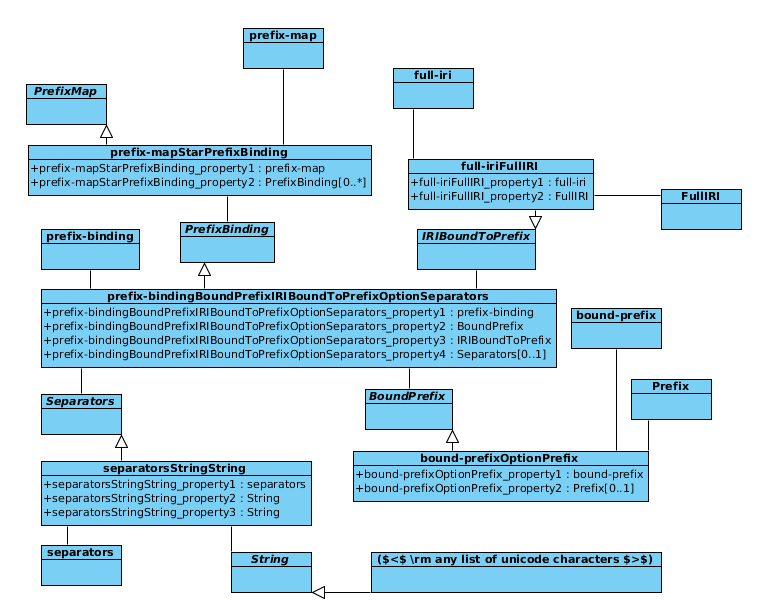 prefix-map
full-iri
PrefixMap
prefix-mapStarPrefixBinding
+prefix-mapStarPrefixBinding_property1 : prefix-map
+prefix-mapStarPrefixBinding_property2 : PrefixBinding[0..*]
full-iriFullIRI
+full-iriFullIRI_property1 : full-iri
+full-iriFullIRI_property2 : FullIRI
FullIRI
prefix-binding
PrefixBinding
IRIBoundToPrefix
prefix-bindingBoundPrefixIRIBoundToPrefixOptionSeparators
+prefix-bindingBoundPrefixIRIBoundToPrefixOptionSeparators_property1 : prefix-binding
+prefix-bindingBoundPrefixIRIBoundToPrefixOptionSeparators_property2 : BoundPrefix
+prefix-bindingBoundPrefixIRIBoundToPrefixOptionSeparators_property3 : IRIBoundToPrefix
+prefix-bindingBoundPrefixIRIBoundToPrefixOptionSeparators_property4 : Separators[0..1]
bound-prefix
Prefix
Separators
BoundPrefix
bound-prefixOptionPrefix
+bound-prefixOptionPrefix_property1 : bound-prefix
+bound-prefixOptionPrefix_property2 : Prefix[0..1]
separatorsStringString
+separatorsStringString_property1 : separators
+separatorsStringString_property2 : String
+separatorsStringString_property3 : String
separators
String
($<$ \rm any list of unicode characters $>$)